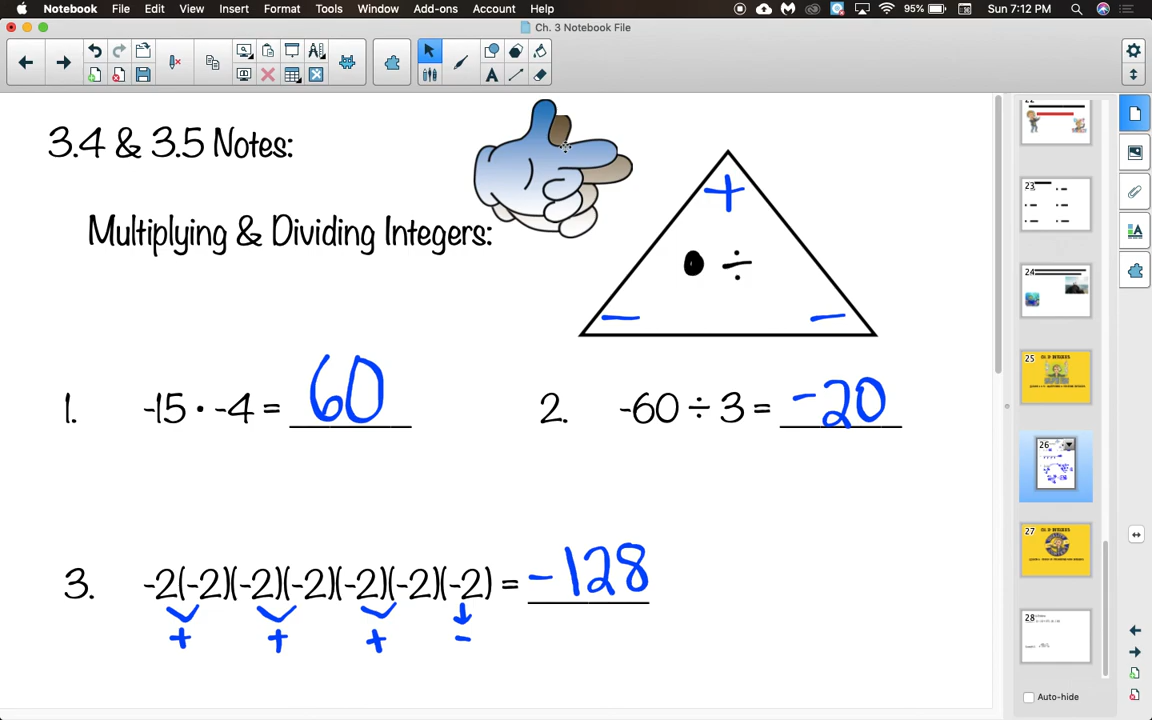 Notebook File Edit View Insert Format Tools Window Add-ons Account Help 95% Sun 7:12 PM
Ch. 3 Notebook File
3.4 & 3.5 Notes:
Multiplying & Dividing Integers:
+
• ÷
− −
1. -15 • -4 = 60
2. -60 ÷ 3 = -20
3. -2(-2)(-2)(-2)(-2)(-2)(-2) = -128
+ + + -
23
24
25
26
27
28
Auto-hide